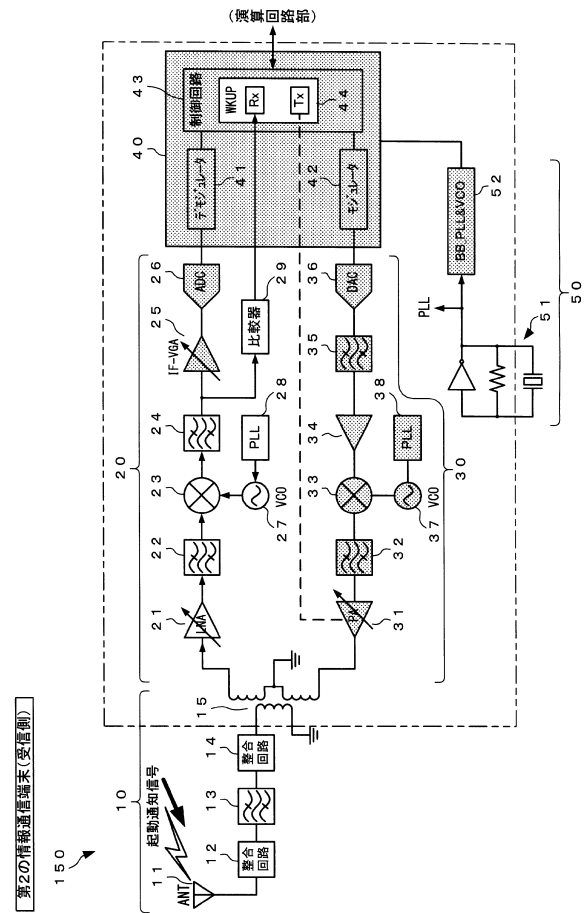 第2の情報通信端末(受信側)
150
10
起動通知信号
ANT
11
12
整合
回路
13
14
整合
回路
15
20
21
LNA
22
23
24
25
IF-VGA
26
ADC
27
VCO
28
PLL
29
比較器
30
31
PA
32
33
34
35
36
DAC
37
VCO
38
PLL
40
41
デモジュレータ
42
モジュレータ
43
制御回路
WKUP
Rx
Tx
44
(演算回路部)
50
51
PLL
52
BB_PLL&VCO